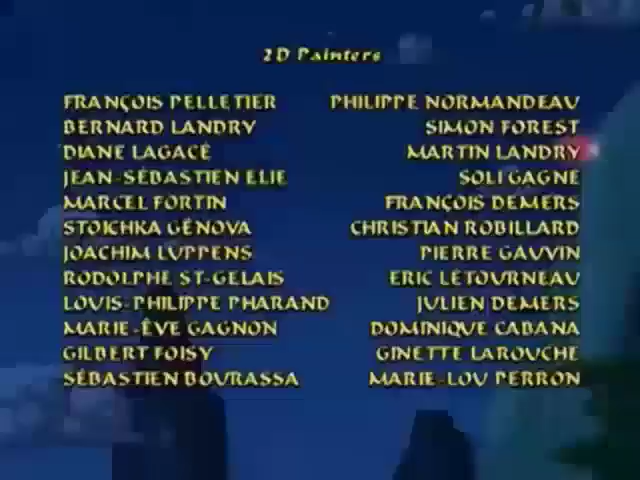 2D Painters
FRANÇOIS PELLETIER PHILIPPE NORMANDEAU
BERNARD LANDRY SIMON FOREST
DIANE LAGACÉ MARTIN LANDRY
JEAN-SÉBASTIEN ELIE SOLI GAGNÉ
MARCEL FORTIN FRANÇOIS DEMERS
STOICHKA GÉNOVA CHRISTIAN ROBILLARD
JOACHIM LUPPENS PIERRE GAUVIN
RODOLPHE ST-GELAIS ERIC LÉTOURNEAU
LOUIS-PHILIPPE PHARAND JULIEN DEMERS
MARIE-ÈVE GAGNON DOMINIQUE CABANA
GILBERT FOISY GINETTE LAROUCHE
SÉBASTIEN BOURASSA MARIE-LOU PERRON